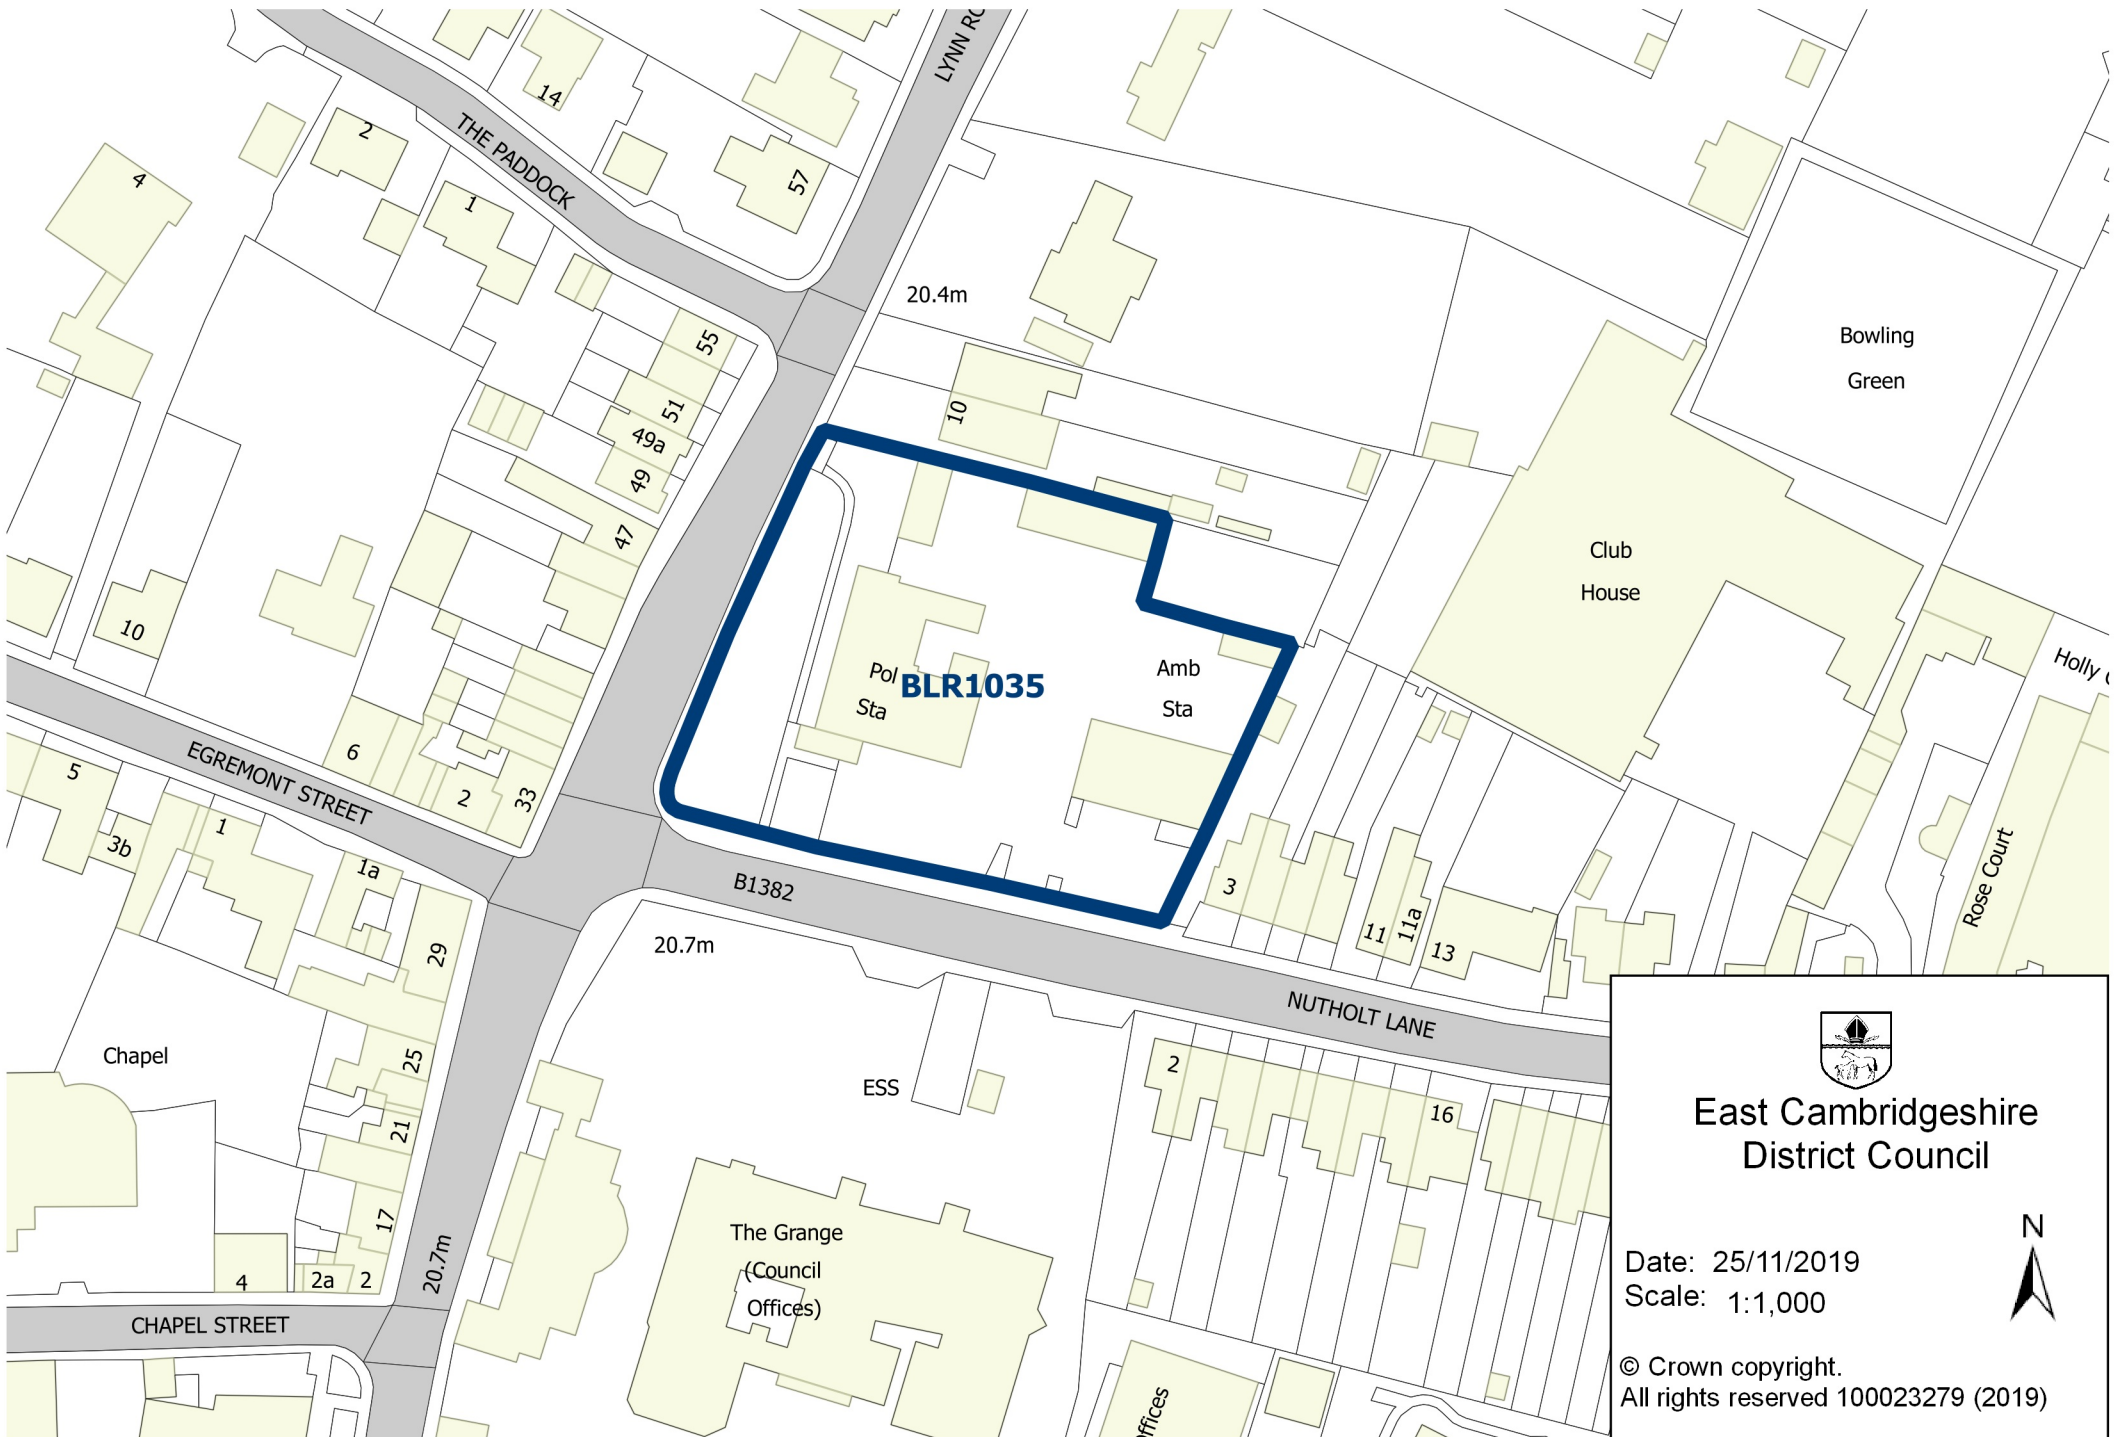 LYNN RO
14
THE PADDOCK
2
4
1
57
20.4m
55
51
49a
49
47
10
Bowling
Green
Club
House
10
Pol
Sta
BLR1035
Amb
Sta
Holly
6
2
33
EGREMONT STREET
5
3b
1
1a
29
B1382
20.7m
3
11
11a
13
Rose Court
NUTHOLT LANE
Chapel
25
21
17
ESS
2
16
The Grange
(Council
Offices)
20.7m
4
2a
2
CHAPEL STREET
ffices
East Cambridgeshire
District Council
N
Date: 25/11/2019
Scale: 1:1,000
© Crown copyright.
All rights reserved 100023279 (2019)